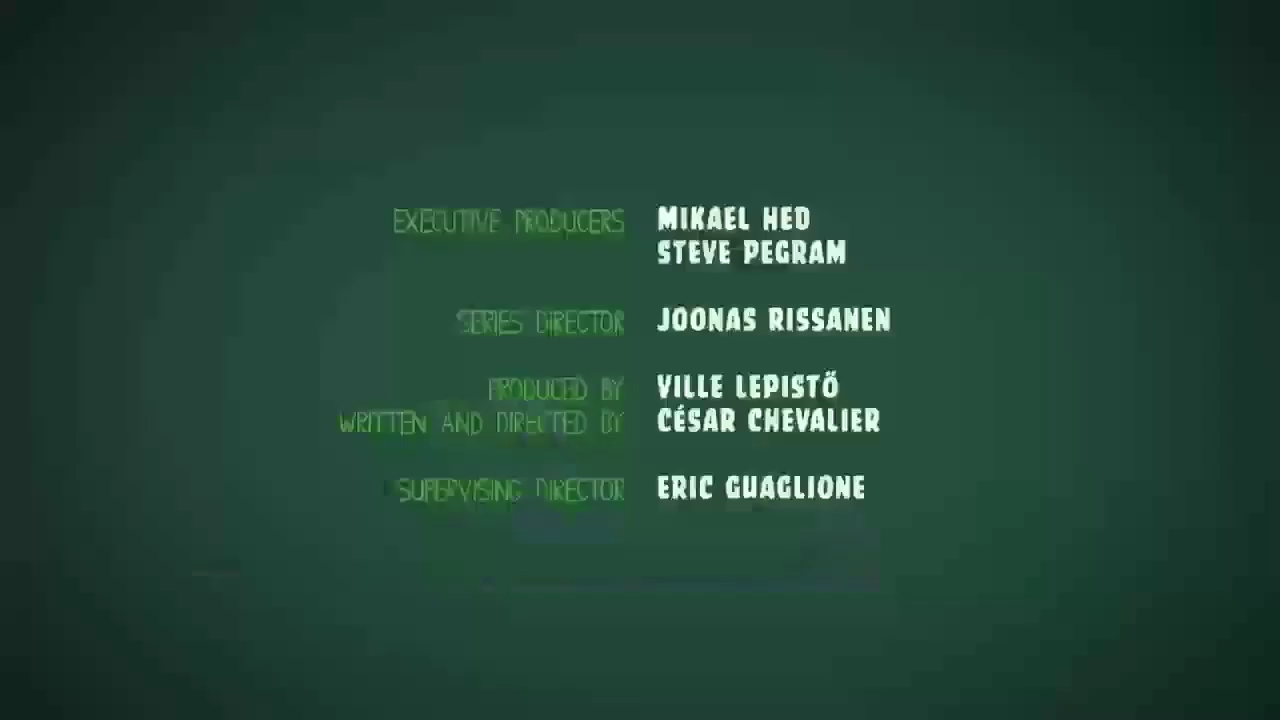 EXECUTIVE PRODUCERS MIKAEL HED
STEVE PEGRAM
SERIES DIRECTOR JOONAS RISSANEN
PRODUCED BY VILLE LEPISTÖ
WRITTEN AND DIRECTED BY CÉSAR CHEVALIER
SUPERVISING DIRECTOR ERIC GUAGLIONE